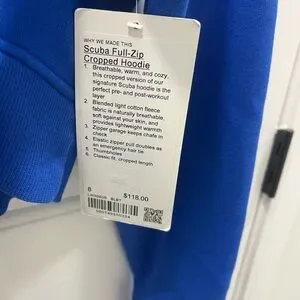 WHY WE MADE THIS
Scuba Full-Zip
Cropped Hoodie
1. Breathable, warm, and cozy,
this cropped version of our
signature Scuba hoodie is the
perfect pre- and post-workout
layer
2. Blended light cotton fleece
fabric is naturally breathable,
soft against your skin, and
provides lightweight warmth
3. Zipper garage keeps chafe in
check
4. Elastic zipper pull doubles as
an emergency hair tie
5. Thumbholes
6. Classic fit, cropped length
8
$118.00
BLRY